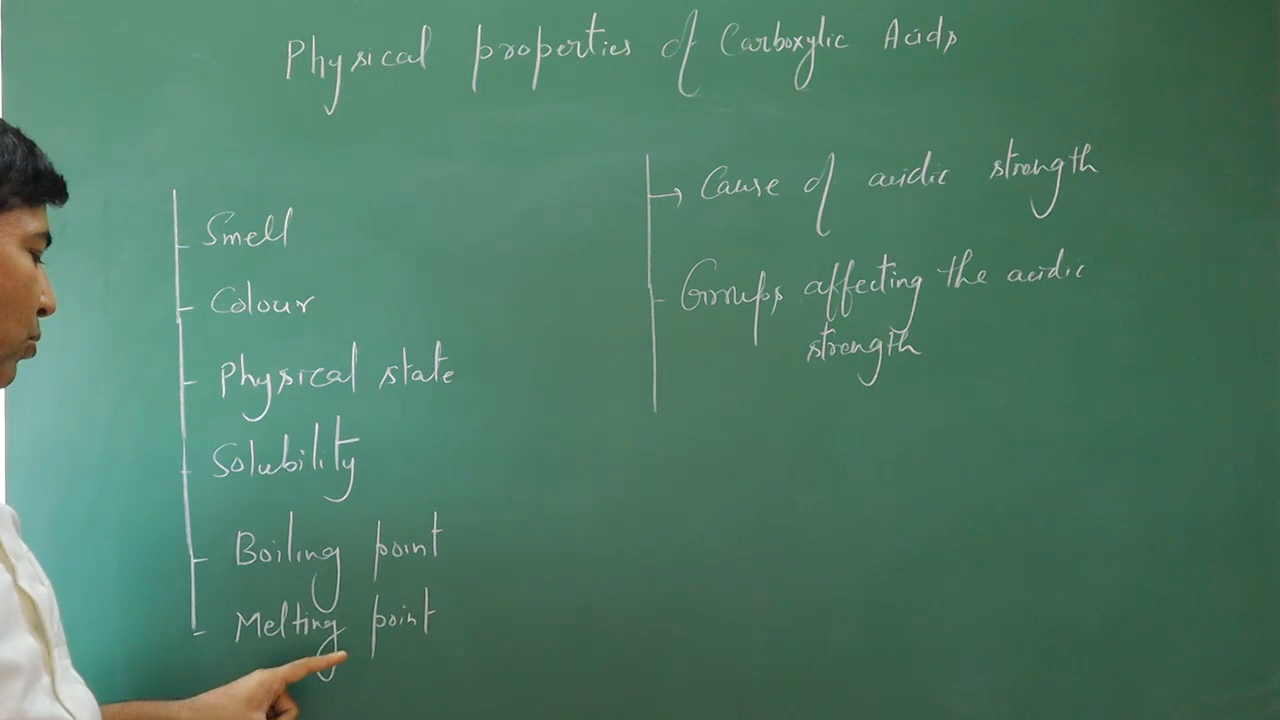 Physical properties of Carboxylic Acids
Smell
Colour
Physical state
Solubility
Boiling point
Melting point
→ Cause of acidic strength
Groups affecting the acidic
strength